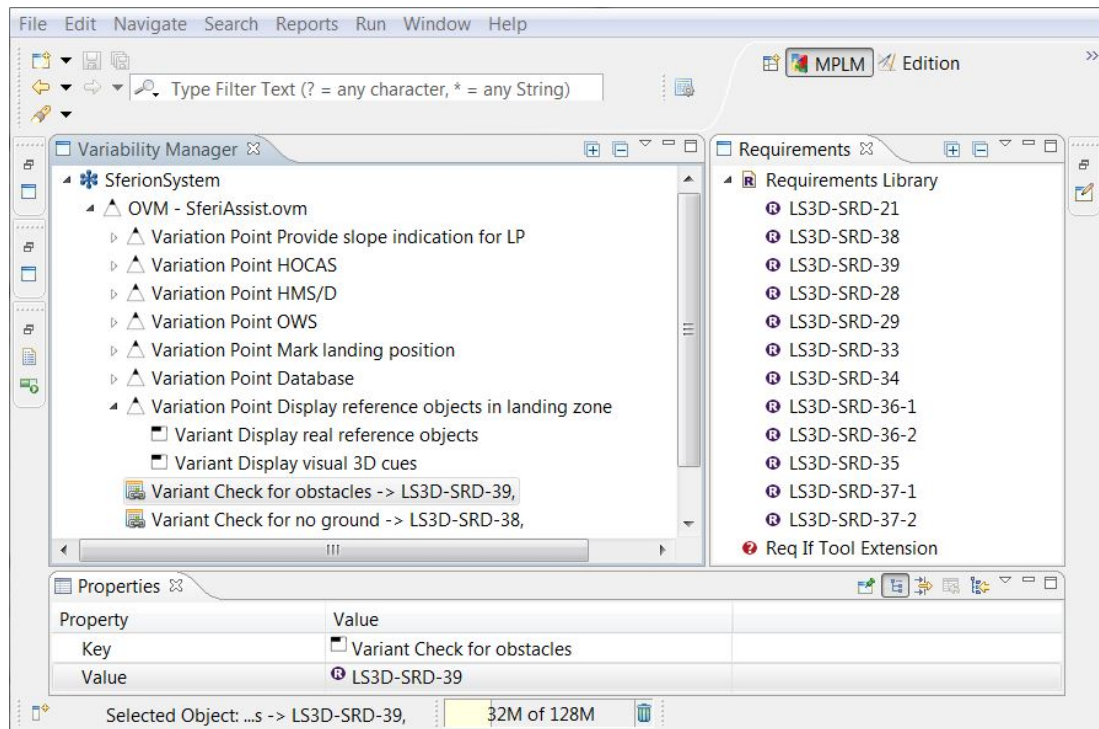 File Edit Navigate Search Reports Run Window Help
MPLM Edition
Type Filter Text (? = any character, * = any String)
Variability Manager
SferionSystem
OVM - SferiAssist.ovm
Variation Point Provide slope indication for LP
Variation Point HOCAS
Variation Point HMS/D
Variation Point OWS
Variation Point Mark landing position
Variation Point Database
Variation Point Display reference objects in landing zone
Variant Display real reference objects
Variant Display visual 3D cues
Variant Check for obstacles -> LS3D-SRD-39,
Variant Check for no ground -> LS3D-SRD-38,
Requirements
Requirements Library
LS3D-SRD-21
LS3D-SRD-38
LS3D-SRD-39
LS3D-SRD-28
LS3D-SRD-29
LS3D-SRD-33
LS3D-SRD-34
LS3D-SRD-36-1
LS3D-SRD-36-2
LS3D-SRD-35
LS3D-SRD-37-1
LS3D-SRD-37-2
Req If Tool Extension
Properties
Property Value
Key Variant Check for obstacles
Value LS3D-SRD-39
Selected Object: ...s -> LS3D-SRD-39, 32M of 128M